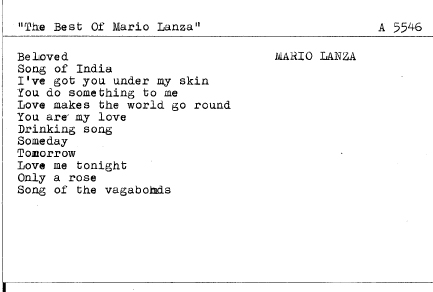 "The Best Of Mario Lanza" A 5546
Beloved MARIO LANZA
Song of India
I've got you under my skin
You do something to me
Love makes the world go round
You are my love
Drinking song
Someday
Tomorrow
Love me tonight
Only a rose
Song of the vagabonds